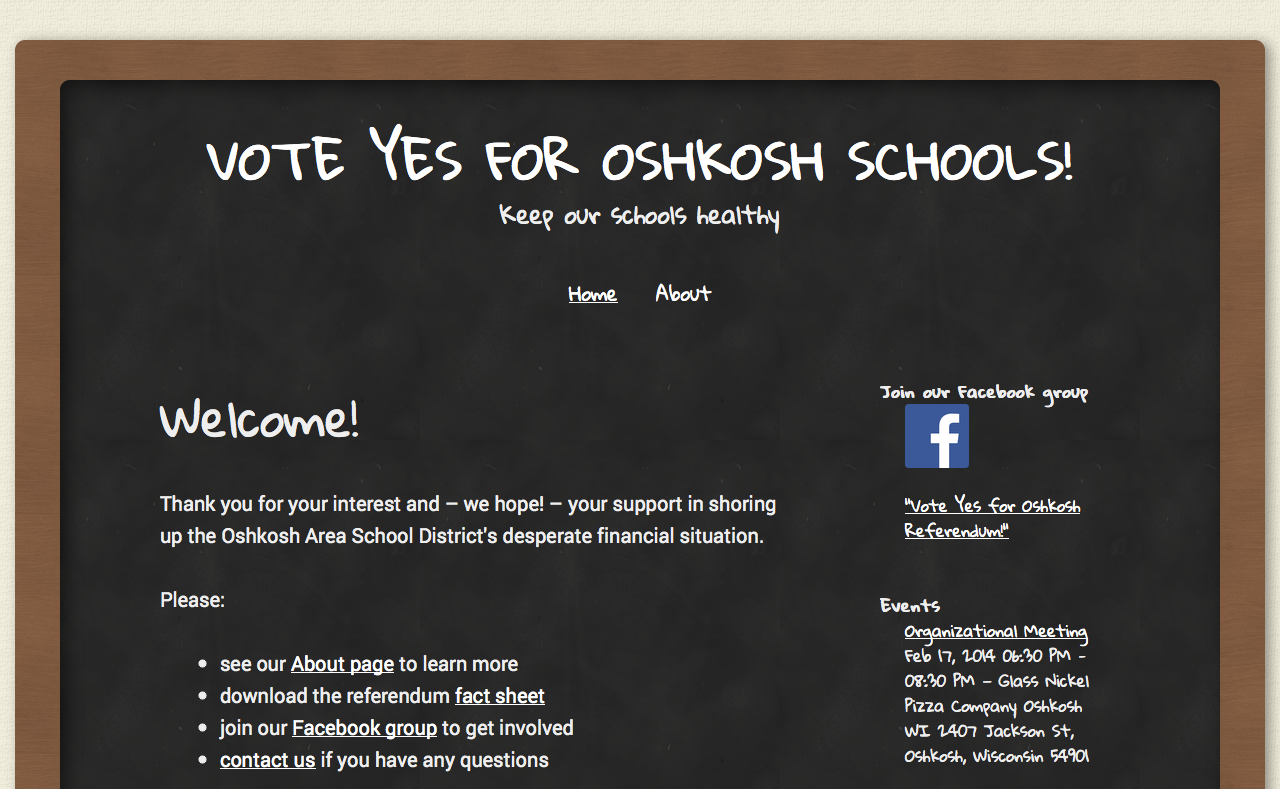 VOTE YES FOR OSHKOSH SCHOOLS!
Keep our schools healthy
Home About
Welcome!
Thank you for your interest and – we hope! – your support in shoring
up the Oshkosh Area School District's desperate financial situation.
Please:
• see our About page to learn more
• download the referendum fact sheet
• join our Facebook group to get involved
• contact us if you have any questions
Join our Facebook group
f
"Vote Yes for Oshkosh
Referendum!"
Events
Organizational Meeting
Feb 17, 2014 06:30 PM –
08:30 PM – Glass Nickel
Pizza Company Oshkosh
WI 2407 Jackson St,
Oshkosh, Wisconsin 54901